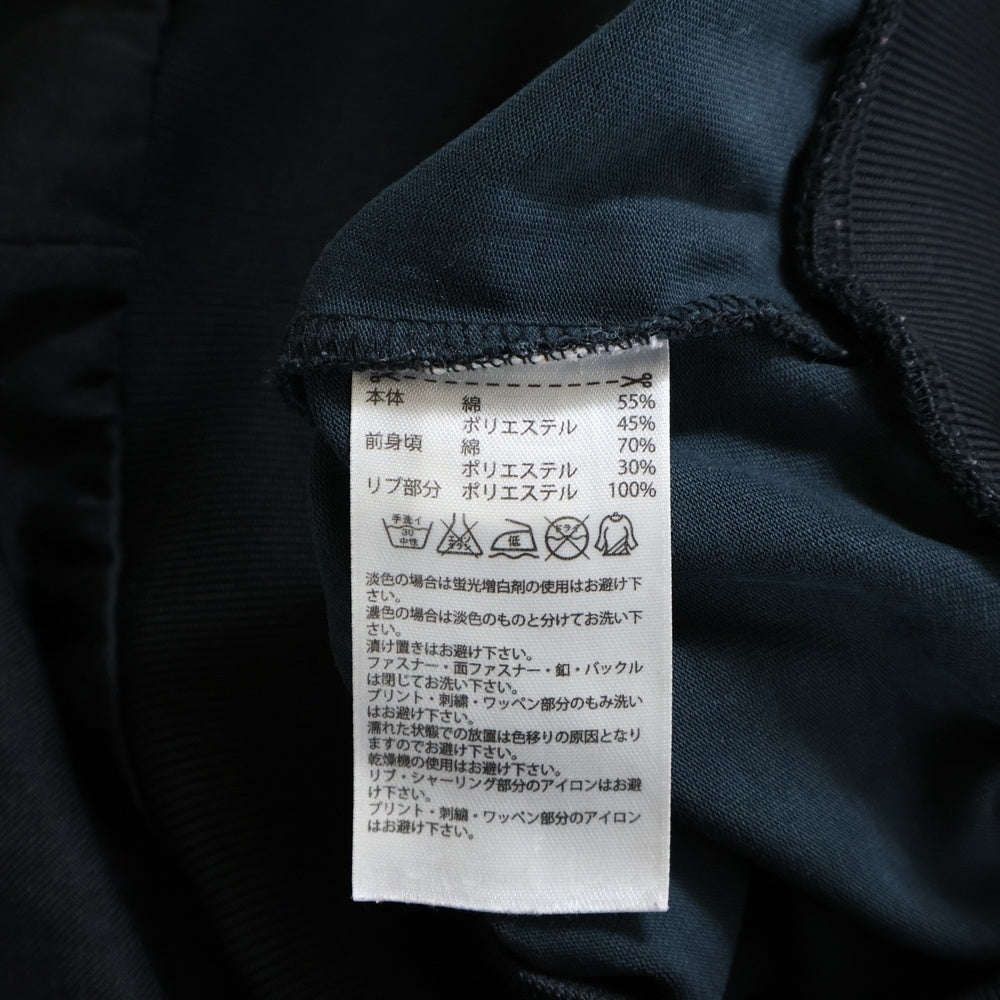 本体 綿 55%
ポリエステル 45%
前身頃 綿 70%
ポリエステル 30%
リブ部分 ポリエステル 100%
手洗イ
30
中性
エンソ
サラシ
低
ドライ
淡色の場合は蛍光増白剤の使用はお避け下
さい。
濃色の場合は淡色のものと分けてお洗い下
さい。
漬け置きはお避け下さい。
ファスナー・面ファスナー・釦・バックル
は閉じてお洗い下さい。
プリント・刺繍・ワッペン部分のもみ洗い
はお避け下さい。
濡れた状態での放置は色移りの原因となり
ますのでお避け下さい。
乾燥機の使用はお避け下さい。
リブ・シャーリング部分のアイロンはお避
け下さい。
プリント・刺繍・ワッペン部分のアイロン
はお避け下さい。